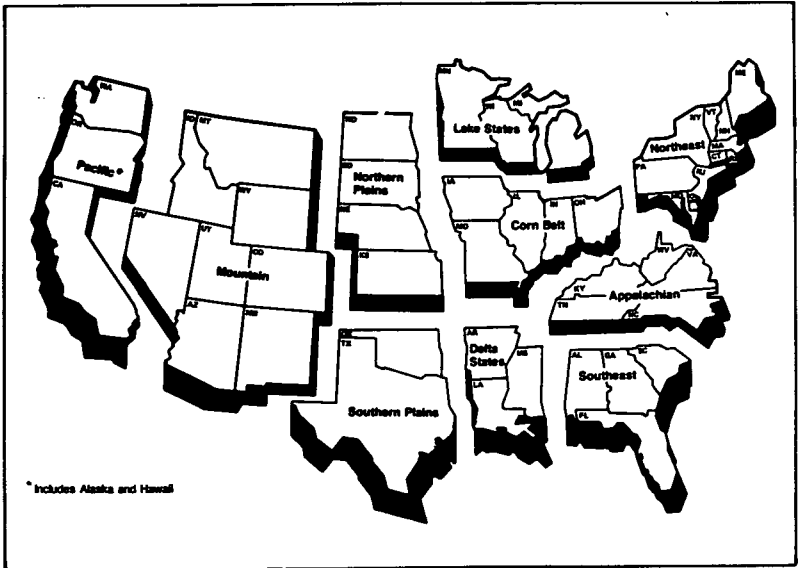 WA
OR
Pacific*
CA
ID
MT
WY
NV
UT
CO
Mountain
AZ
NM
ND
SD
Northern
Plains
NE
KS
OK
TX
Southern Plains
MN
WI
MI
Lake States
IA
MO
IL
IN
OH
Corn Belt
AR
Delta
States
LA
MS
ME
NY
VT
NH
MA
CT
RI
Northeast
PA
NJ
MD
DE
WV
VA
KY
Appalachian
TN
NC
AL
GA
SC
Southeast
FL
* Includes Alaska and Hawaii